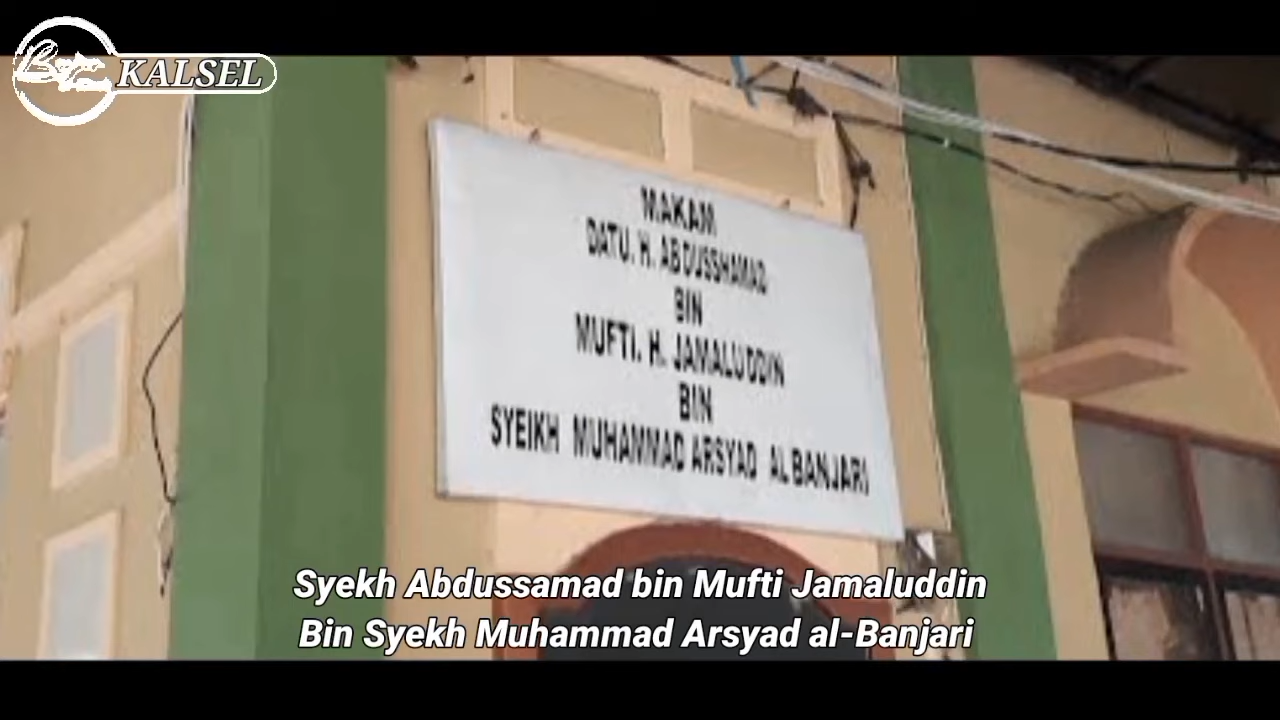 KALSEL
MAKAM
DATU. H. ABDUSSHAMAD
BIN
MUFTI. H. JAMALUDDIN
BIN
SYEIKH MUHAMMAD ARSYAD AL BANJARI
Syekh Abdussamad bin Mufti Jamaluddin
Bin Syekh Muhammad Arsyad al-Banjari